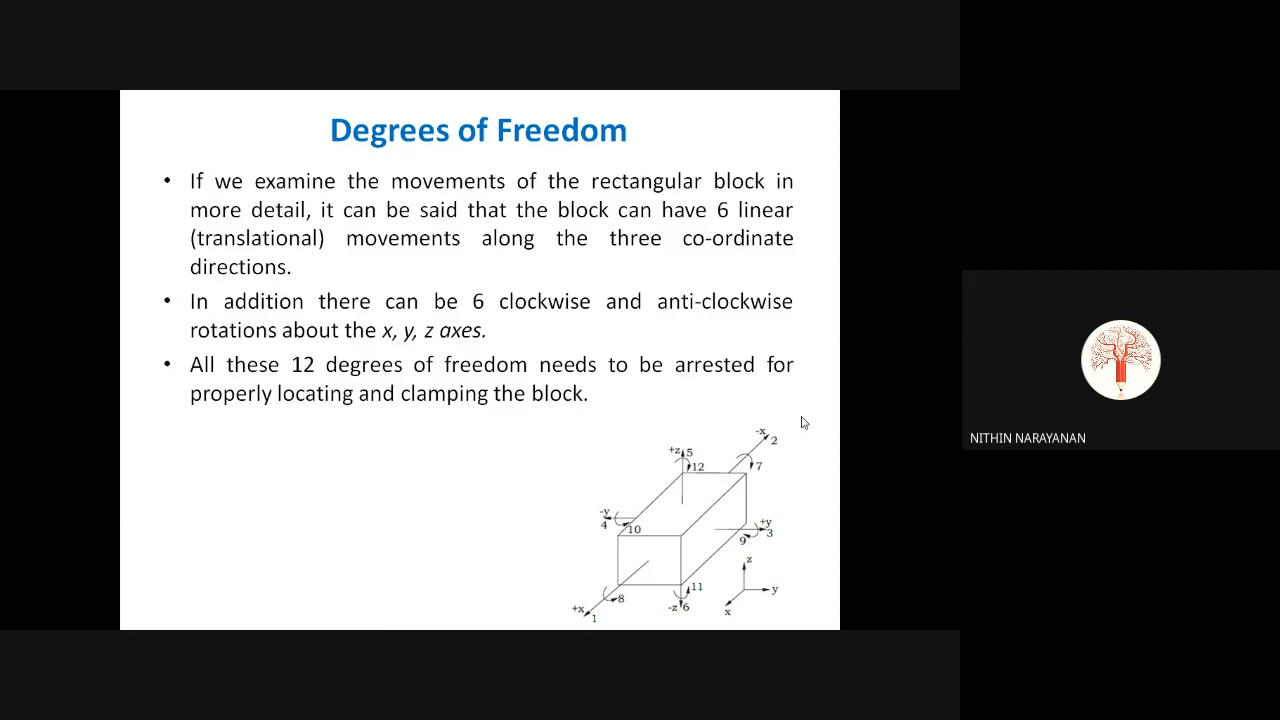 Degrees of Freedom
• If we examine the movements of the rectangular block in
more detail, it can be said that the block can have 6 linear
(translational) movements along the three co-ordinate
directions.
• In addition there can be 6 clockwise and anti-clockwise
rotations about the x, y, z axes.
• All these 12 degrees of freedom needs to be arrested for
properly locating and clamping the block.
-x
2
+z 5
12
7
-y
4
10
+y
3
9
z
11
8
y
+x
1
-z 6
x
NITHIN NARAYANAN